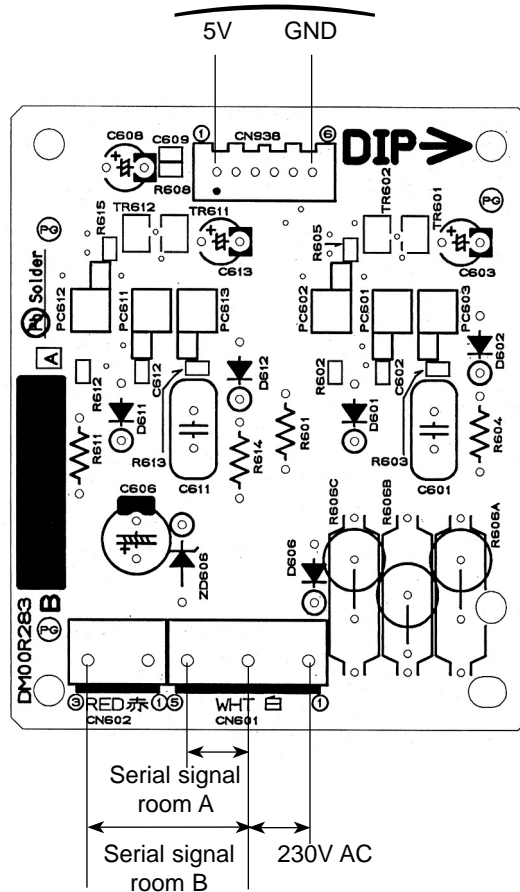 5V GND
C608 C609 ① CN938 ⑥ DIP
R608
TR602
TR601
R615 TR612 TR611 R605
PG PG
C613 C603
Pb Solder
PC612 PC611 PC613 PC602 PC601 PC603
A
R612 C612 D612 R602 C602 D602
D611 D601
R611 R613 R614 R601 R603 R604
C611 C601
C606 R606C R606B R606A
ZD606 D606
DM00R283 B
PG
③ RED 赤 ① ⑤ WHT 白 ①
CN602 CN601
Serial signal
room A
Serial signal
room B
230V AC